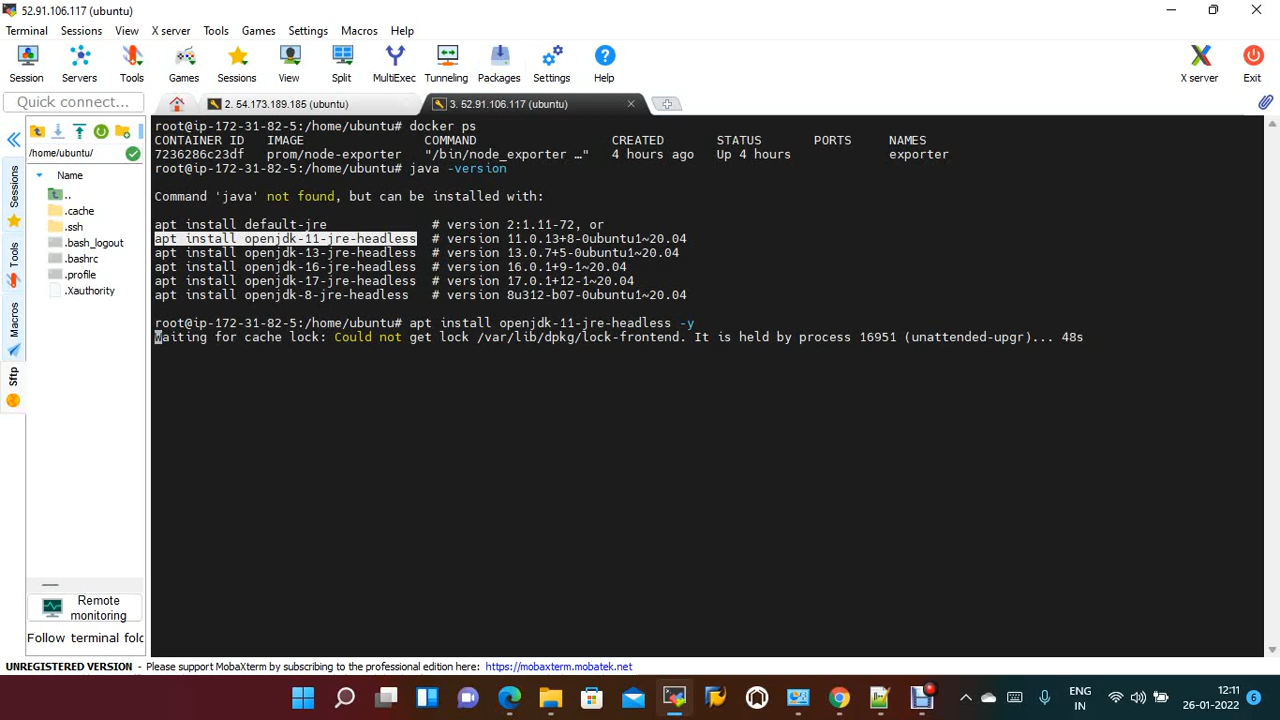 52.91.106.117 (ubuntu)
Terminal Sessions View X server Tools Games Settings Macros Help
Session Servers Tools Games Sessions View Split MultiExec Tunneling Packages Settings Help X server Exit
Quick connect... 2. 54.173.189.185 (ubuntu) 3. 52.91.106.117 (ubuntu)
/home/ubuntu/
Name
..
.cache
.ssh
.bash_logout
.bashrc
.profile
.Xauthority
Sessions
Tools
Macros
Sftp
Remote
monitoring
Follow terminal fold
root@ip-172-31-82-5:/home/ubuntu# docker ps
CONTAINER ID IMAGE COMMAND CREATED STATUS PORTS NAMES
7236286c23df prom/node-exporter "/bin/node_exporter …" 4 hours ago Up 4 hours exporter
root@ip-172-31-82-5:/home/ubuntu# java -version
Command 'java' not found, but can be installed with:
apt install default-jre # version 2:1.11-72, or
apt install openjdk-11-jre-headless # version 11.0.13+8-0ubuntu1~20.04
apt install openjdk-13-jre-headless # version 13.0.7+5-0ubuntu1~20.04
apt install openjdk-16-jre-headless # version 16.0.1+9-1~20.04
apt install openjdk-17-jre-headless # version 17.0.1+12-1~20.04
apt install openjdk-8-jre-headless # version 8u312-b07-0ubuntu1~20.04
root@ip-172-31-82-5:/home/ubuntu# apt install openjdk-11-jre-headless -y
Waiting for cache lock: Could not get lock /var/lib/dpkg/lock-frontend. It is held by process 16951 (unattended-upgr)... 48s
UNREGISTERED VERSION - Please support MobaXterm by subscribing to the professional edition here: https://mobaxterm.mobatek.net
ENG
IN
12:11
26-01-2022
6